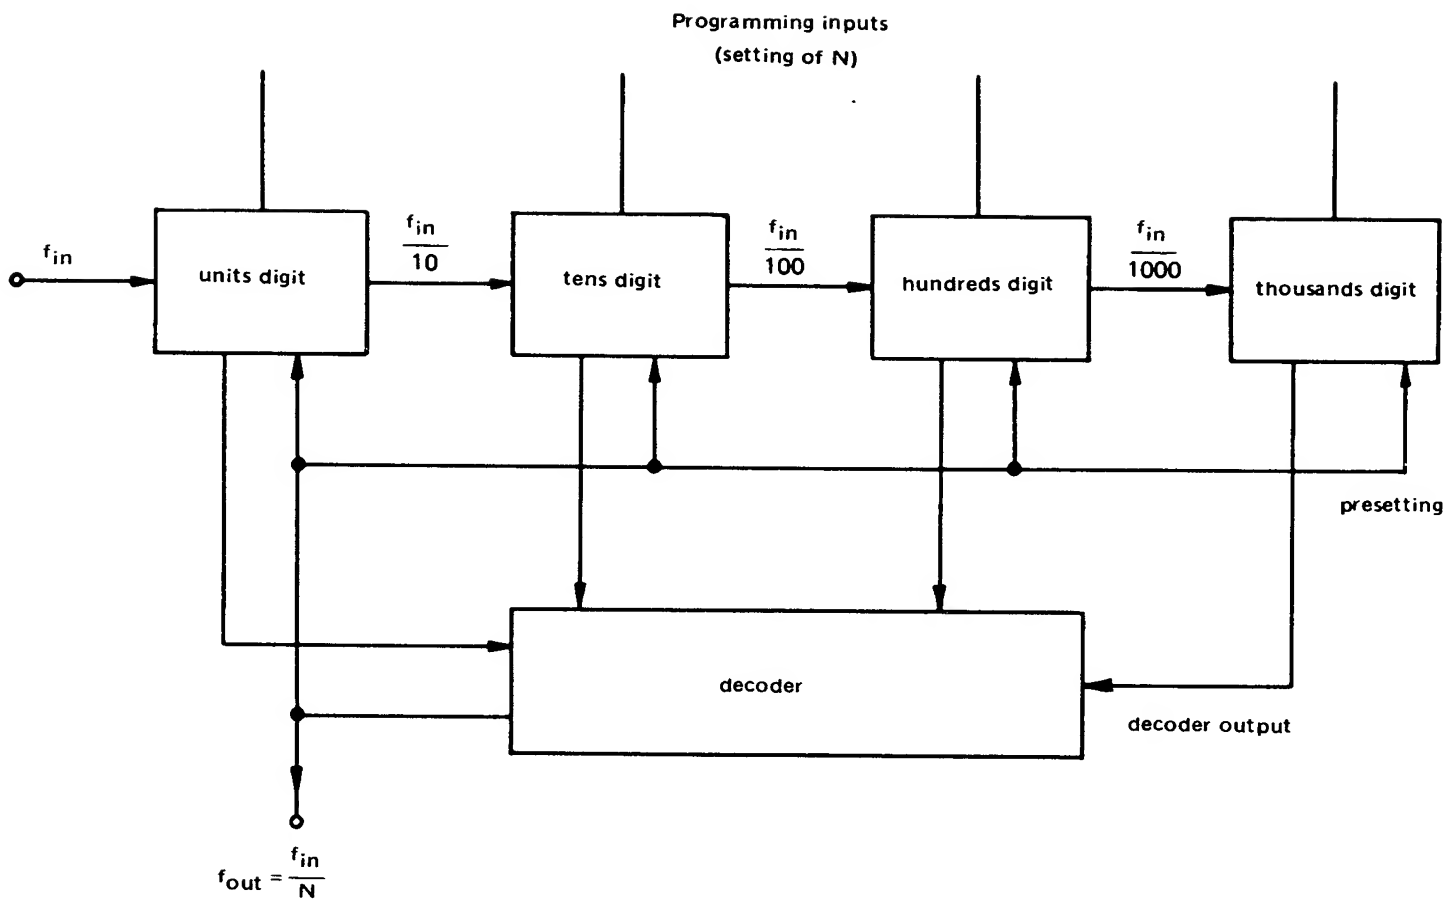 Programming inputs
(setting of N)
f_in
units digit
f_in
10
tens digit
f_in
100
hundreds digit
f_in
1000
thousands digit
presetting
decoder
decoder output
f_out = f_in
N